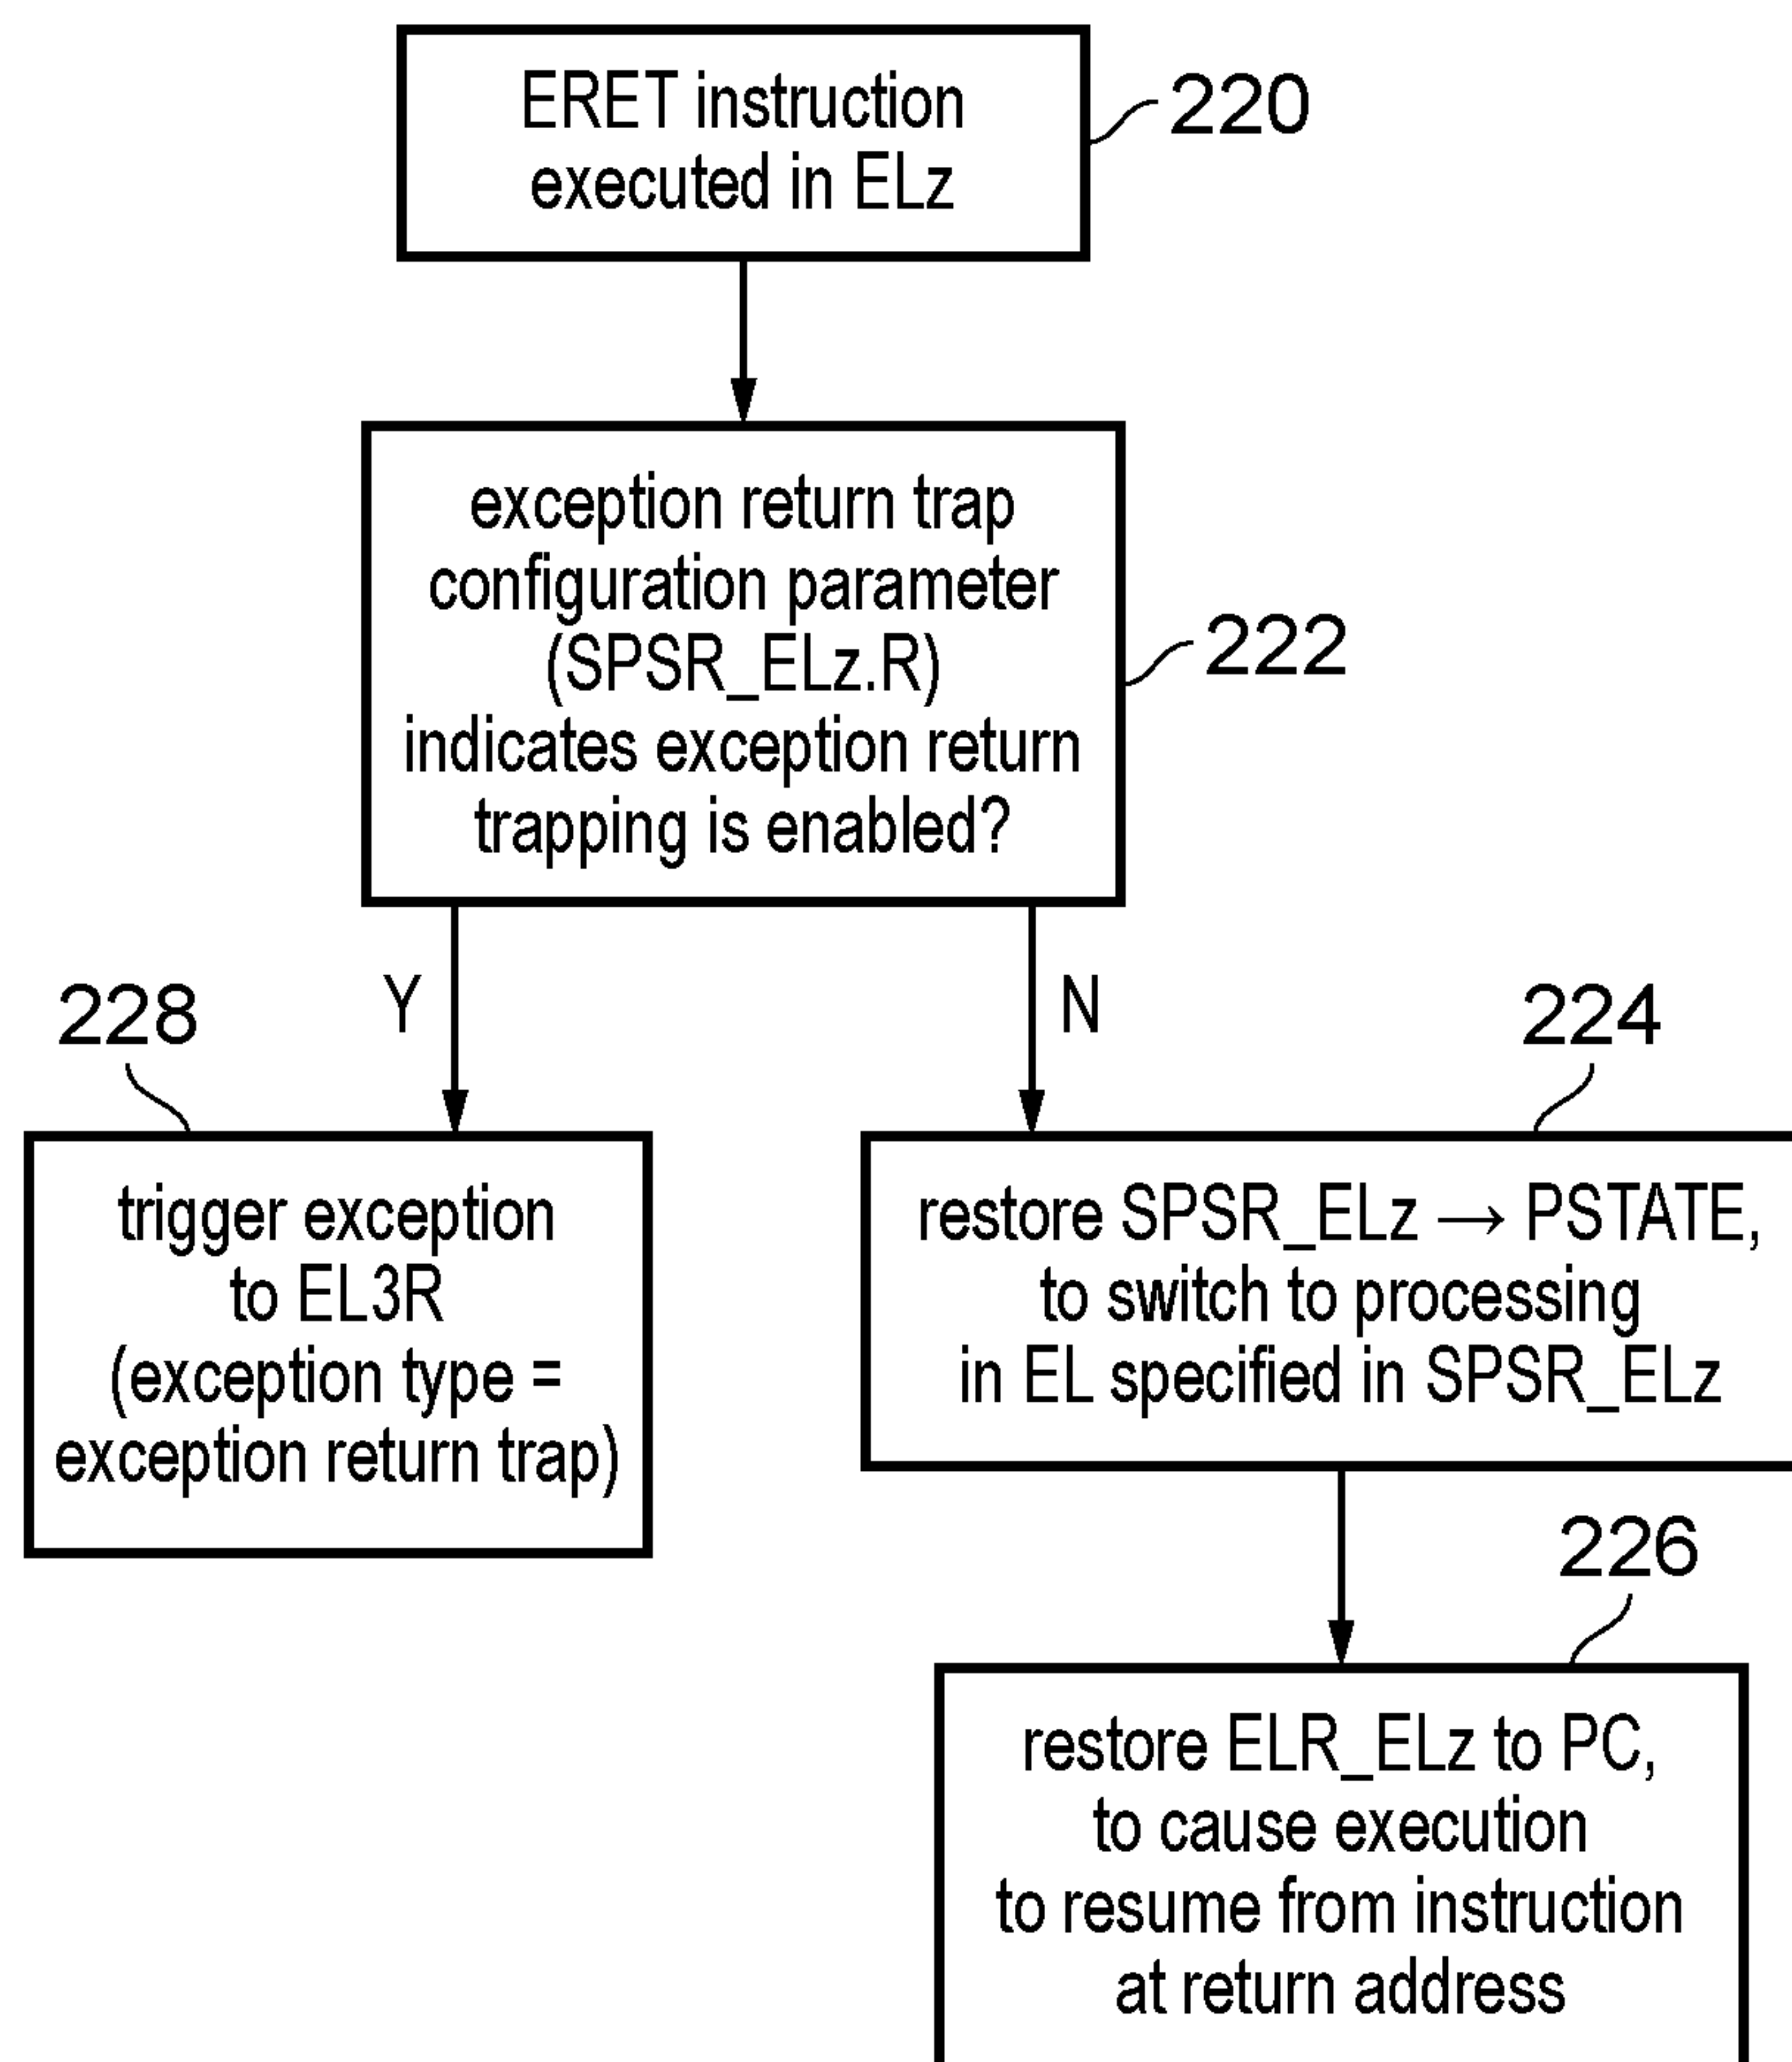 ERET instruction
executed in ELz
220
exception return trap
configuration parameter
(SPSR_ELz.R)
indicates exception return
trapping is enabled?
222
Y
N
228
224
trigger exception
to EL3R
(exception type =
exception return trap)
restore SPSR_ELz → PSTATE,
to switch to processing
in EL specified in SPSR_ELz
226
restore ELR_ELz to PC,
to cause execution
to resume from instruction
at return address